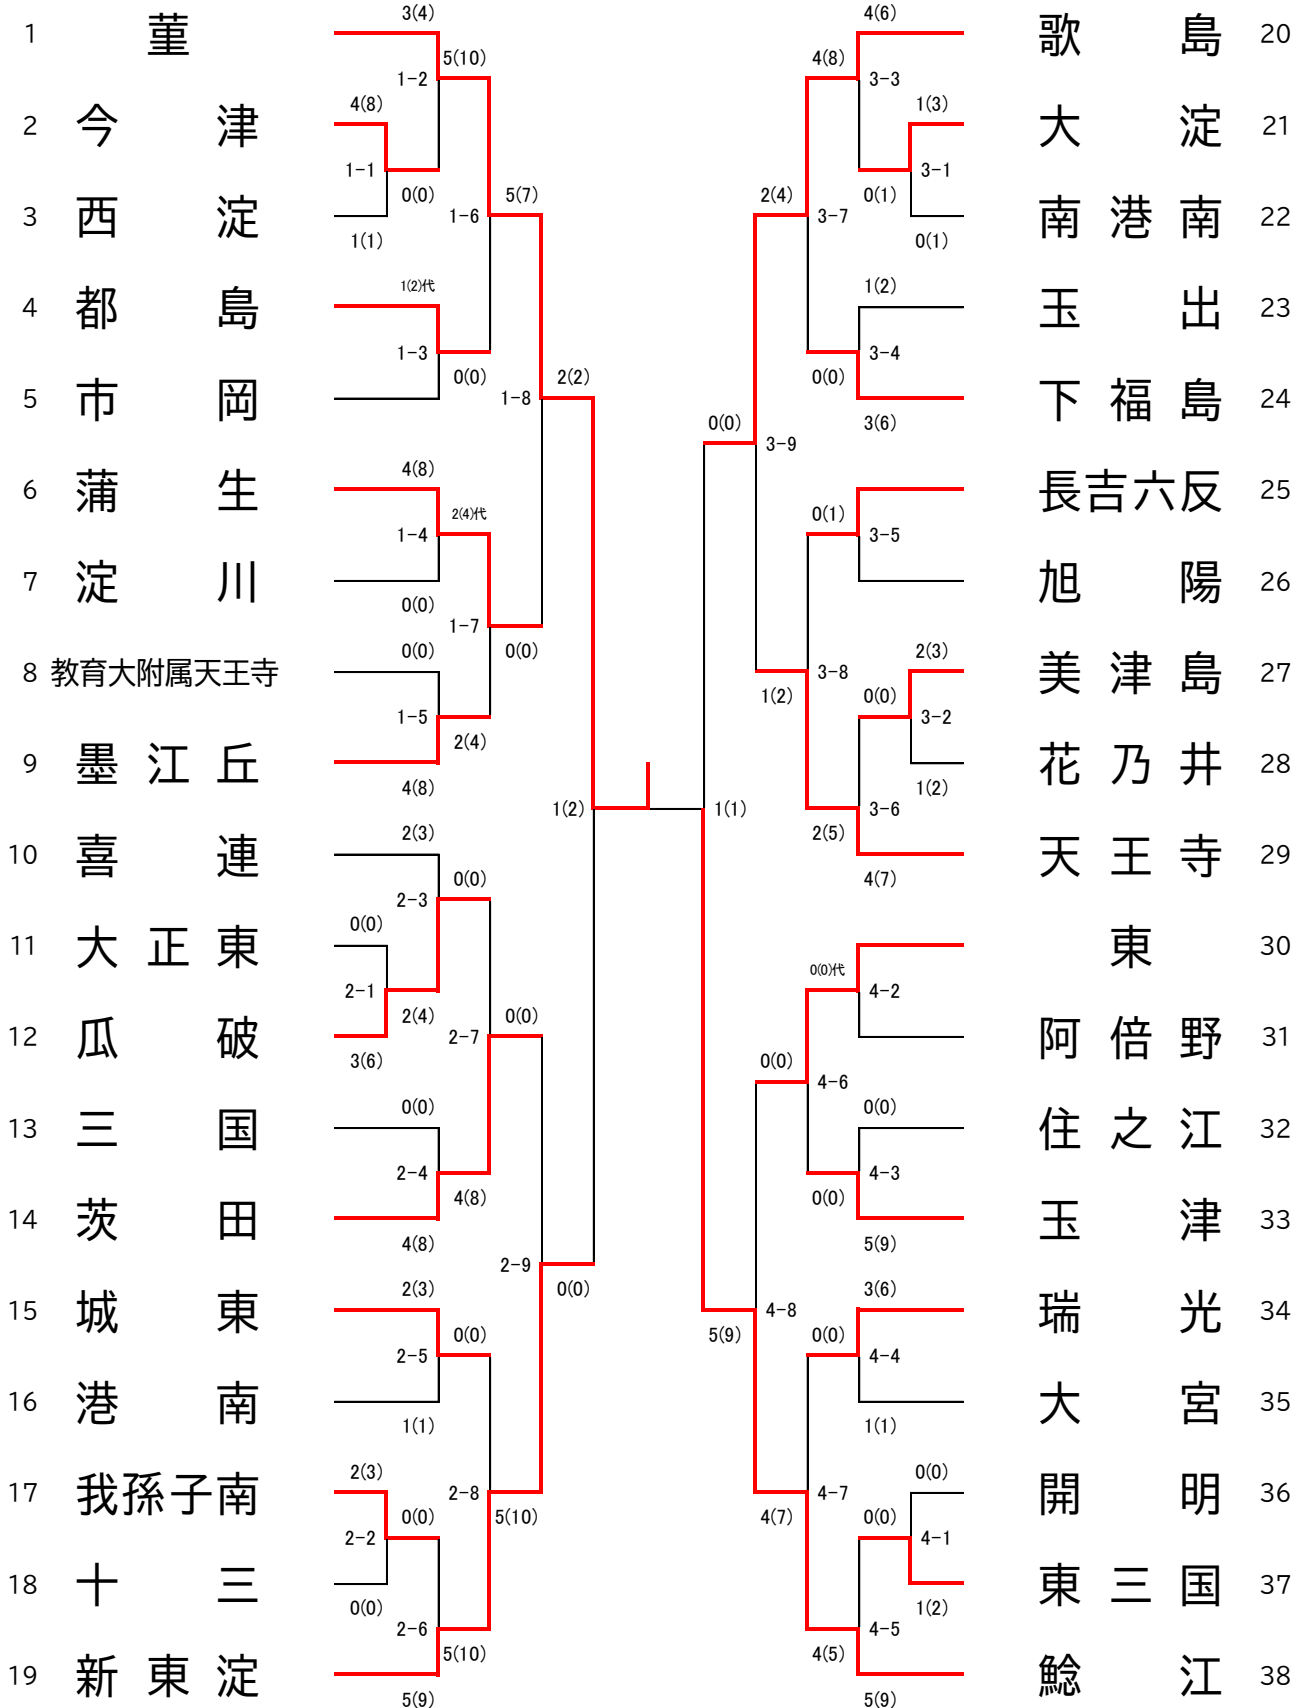 3(4) 4(6)
1 菫 歌島 20
5(10) 4(8)
1-2 3-3
4(8) 1(3)
2 今津 大淀 21
1-1 3-1
0(0) 5(7) 2(4) 0(1)
3 西淀 1-6 3-7 南港南 22
1(1) 0(1)
1(2)代 1(2)
4 都島 玉出 23
1-3 3-4
0(0) 2(2) 0(0)
5 市岡 1-8 下福島 24
0(0) 3(6)
3-9
4(8)
6 蒲生 長吉六反 25
2(4)代 0(1)
1-4 3-5
7 淀川 旭陽 26
0(0)
1-7
0(0) 0(0) 2(3)
8 教育大附属天王寺 3-8 美津島 27
1(2) 0(0)
1-5 3-2
2(4)
9 墨江丘 花乃井 28
4(8) 1(2)
1(2) 1(1) 3-6
2(3) 2(5)
10 喜連 天王寺 29
0(0) 4(7)
2-3
0(0)
11 大正東 東 30
0(0)代
2-1 4-2
2(4) 0(0)
12 瓜破 2-7 阿倍野 31
3(6) 0(0)
4-6
0(0) 0(0)
13 三国 住之江 32
2-4 4-3
4(8) 0(0)
14 茨田 玉津 33
4(8) 5(9)
2-9
2(3) 0(0) 3(6)
15 城東 4-8 瑞光 34
0(0) 5(9) 0(0)
2-5 4-4
16 港南 大宮 35
1(1) 1(1)
2(3) 0(0)
17 我孫子南 2-8 4-7 開明 36
0(0) 5(10) 4(7) 0(0)
2-2 4-1
18 十三 東三国 37
0(0) 1(2)
2-6 4-5
5(10) 4(5)
19 新東淀 鯰江 38
5(9) 5(9)